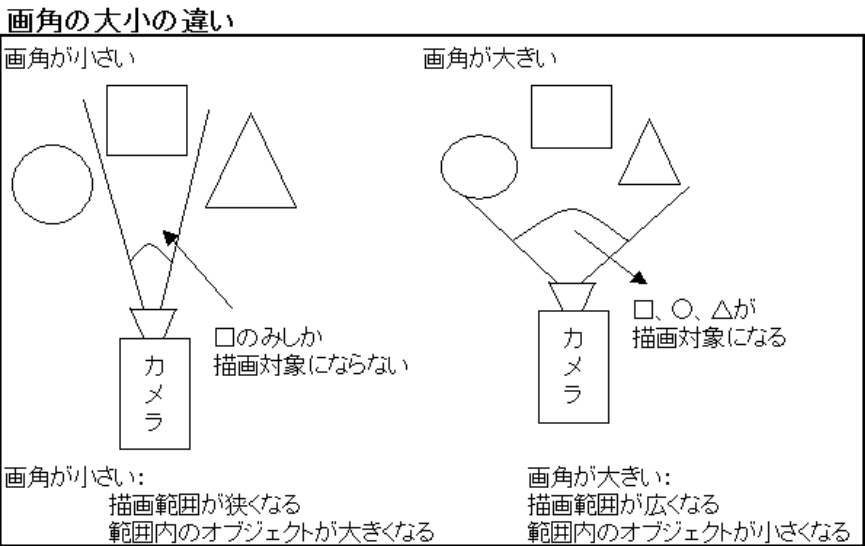 画角の大小の違い
画角が小さい
画角が大きい
□のみしか
描画対象にならない
カメラ
□、○、△が
描画対象になる
カメラ
画角が小さい:
描画範囲が狭くなる
範囲内のオブジェクトが大きくなる
画角が大きい:
描画範囲が広くなる
範囲内のオブジェクトが小さくなる